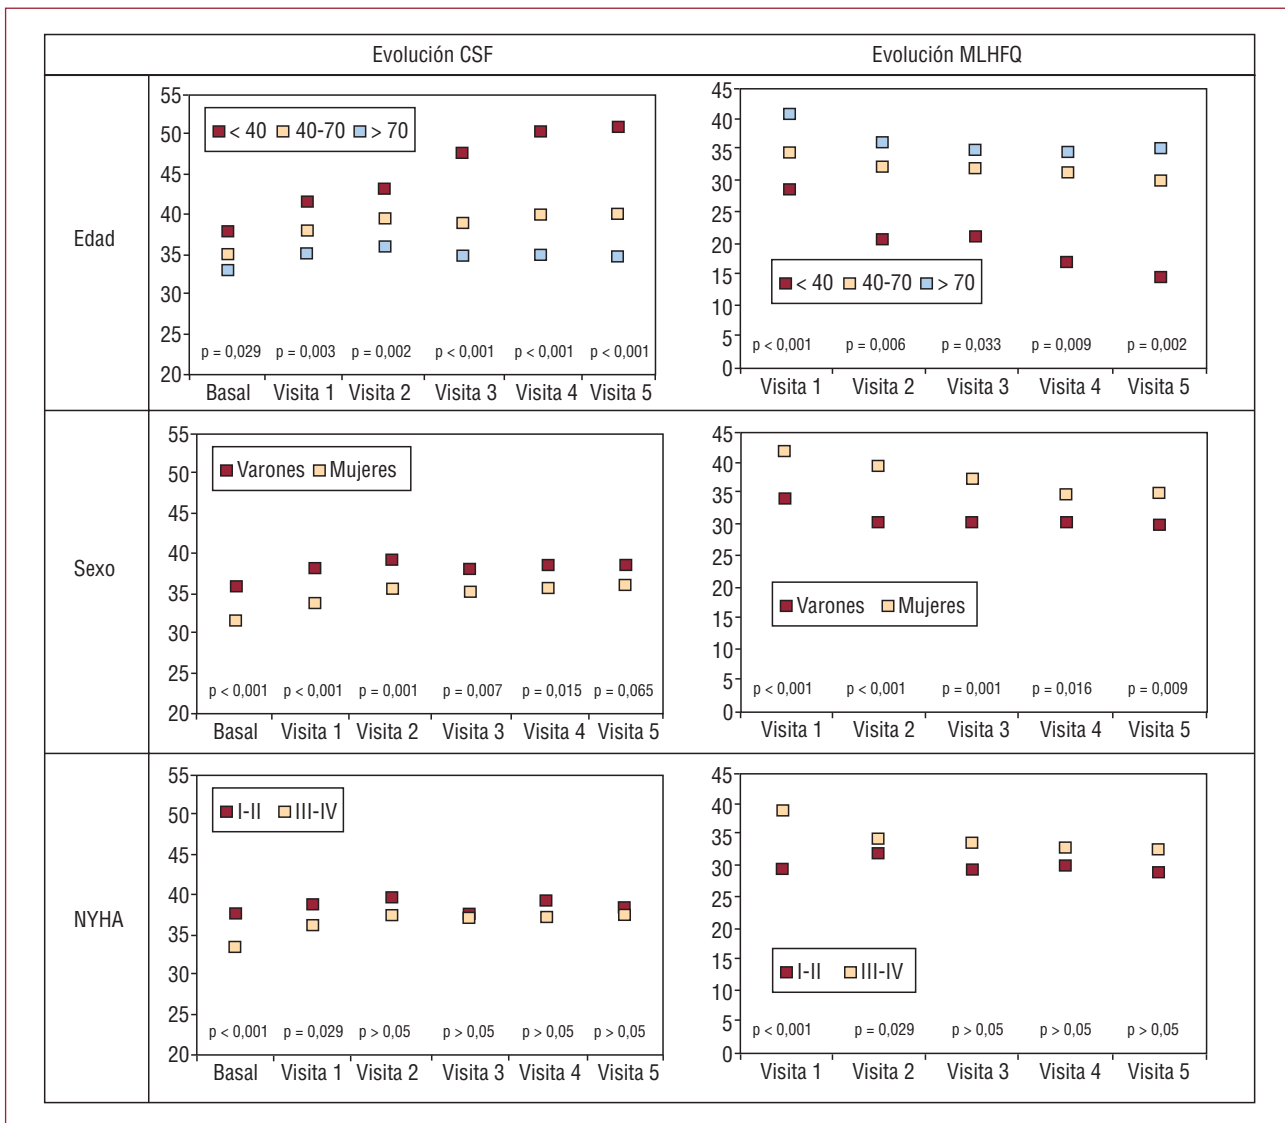 Evolución CSF
Evolución MLHFQ
Edad
55
50
45
40
35
30
25
20
< 40 40-70 > 70
p = 0,029 p = 0,003 p = 0,002 p < 0,001 p < 0,001 p < 0,001
Basal Visita 1 Visita 2 Visita 3 Visita 4 Visita 5
45
40
35
30
25
20
15
10
5
0
< 40 40-70 > 70
p < 0,001 p = 0,006 p = 0,033 p = 0,009 p = 0,002
Visita 1 Visita 2 Visita 3 Visita 4 Visita 5
Sexo
55
50
45
40
35
30
25
20
Varones Mujeres
p < 0,001 p < 0,001 p = 0,001 p = 0,007 p = 0,015 p = 0,065
Basal Visita 1 Visita 2 Visita 3 Visita 4 Visita 5
45
40
35
30
25
20
15
10
5
0
Varones Mujeres
p < 0,001 p < 0,001 p = 0,001 p = 0,016 p = 0,009
Visita 1 Visita 2 Visita 3 Visita 4 Visita 5
NYHA
55
50
45
40
35
30
25
20
I-II III-IV
p < 0,001 p = 0,029 p > 0,05 p > 0,05 p > 0,05 p > 0,05
Basal Visita 1 Visita 2 Visita 3 Visita 4 Visita 5
45
40
35
30
25
20
15
10
5
0
I-II III-IV
p < 0,001 p = 0,029 p > 0,05 p > 0,05 p > 0,05
Visita 1 Visita 2 Visita 3 Visita 4 Visita 5